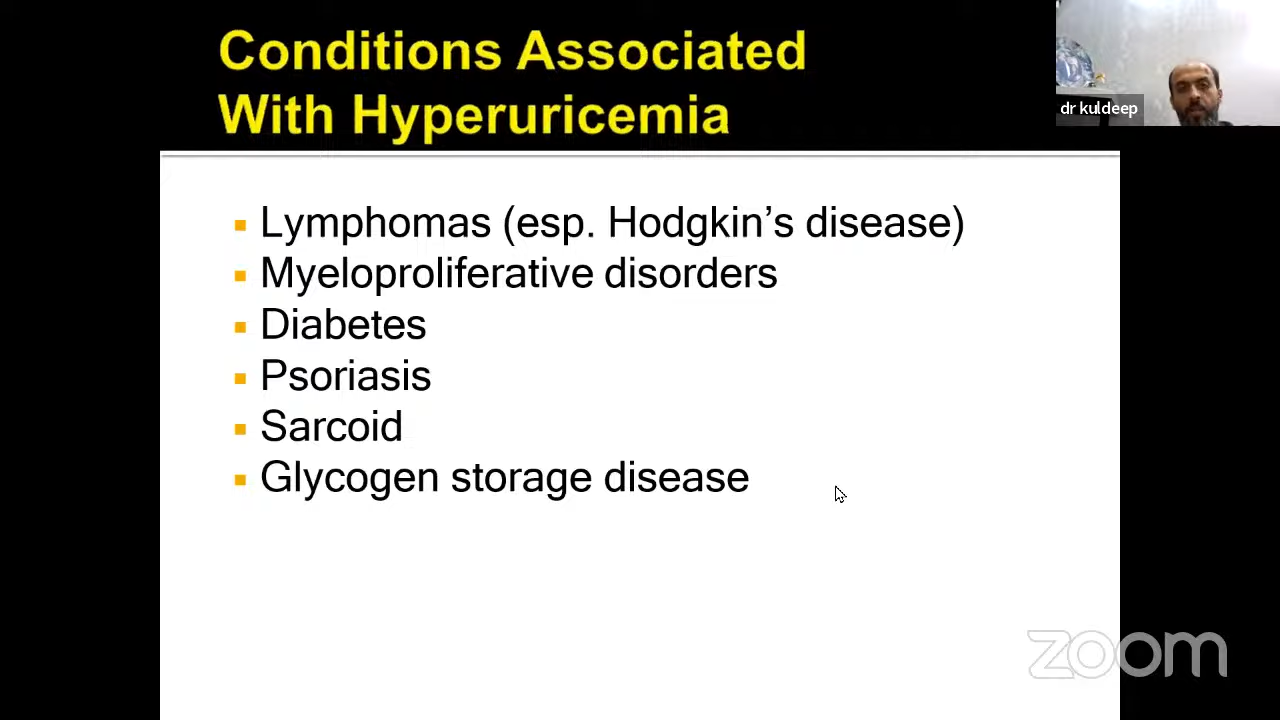 Conditions Associated
With Hyperuricemia
dr kuldeep
Lymphomas (esp. Hodgkin’s disease)
Myeloproliferative disorders
Diabetes
Psoriasis
Sarcoid
Glycogen storage disease
zoom